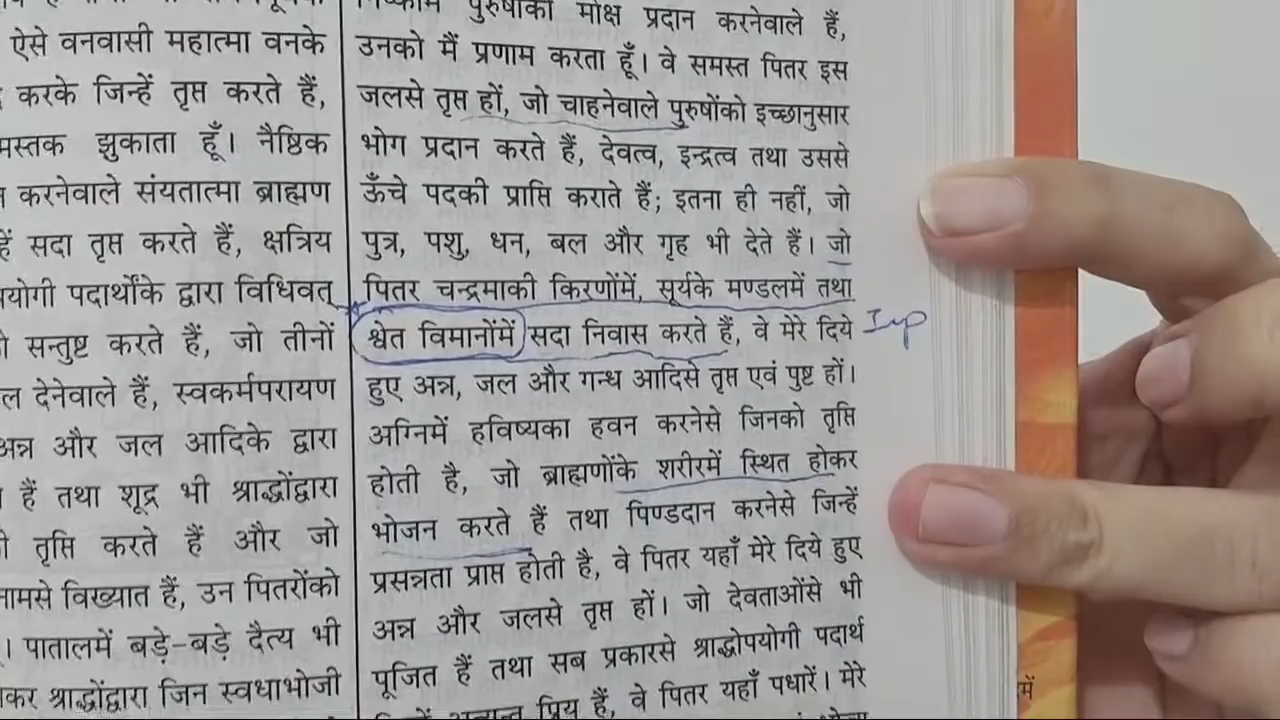 ऐसे वनवासी महात्मा वनके
करके जिन्हें तृप्त करते हैं,
मस्तक झुकाता हूँ। नैष्ठिक
करनेवाले संयतात्मा ब्राह्मण
सदा तृप्त करते हैं, क्षत्रिय
पदार्थोंके द्वारा विधिवत्
सन्तुष्ट करते हैं, जो तीनों
देनेवाले हैं, स्वकर्मपरायण
अन्न और जल आदिके द्वारा
हैं तथा शूद्र भी श्राद्धोंद्वारा
तृप्ति करते हैं और जो
नामसे विख्यात हैं, उन पितरोंको
। पातालमें बड़े-बड़े दैत्य भी
श्राद्धोंद्वारा जिन स्वधाभोजी
पुरुषोंको मोक्ष प्रदान करनेवाले हैं,
उनको मैं प्रणाम करता हूँ। वे समस्त पितर इस
जलसे तृप्त हों, जो चाहनेवाले पुरुषोंको इच्छानुसार
भोग प्रदान करते हैं, देवत्व, इन्द्रत्व तथा उससे
ऊँचे पदकी प्राप्ति कराते हैं; इतना ही नहीं, जो
पुत्र, पशु, धन, बल और गृह भी देते हैं। जो
पितर चन्द्रमाकी किरणोंमें, सूर्यके मण्डलमें तथा
श्वेत विमानोंमें सदा निवास करते हैं, वे मेरे दिये Imp
हुए अन्न, जल और गन्ध आदिसे तृप्त एवं पुष्ट हों।
अग्निमें हविष्यका हवन करनेसे जिनको तृप्ति
होती है, जो ब्राह्मणोंके शरीरमें स्थित होकर
भोजन करते हैं तथा पिण्डदान करनेसे जिन्हें
प्रसन्नता प्राप्त होती है, वे पितर यहाँ मेरे दिये हुए
अन्न और जलसे तृप्त हों। जो देवताओंसे भी
पूजित हैं तथा सब प्रकारसे श्राद्धोपयोगी पदार्थ
अत्यन्त प्रिय हैं, वे पितर यहाँ पधारें। मेरे
में